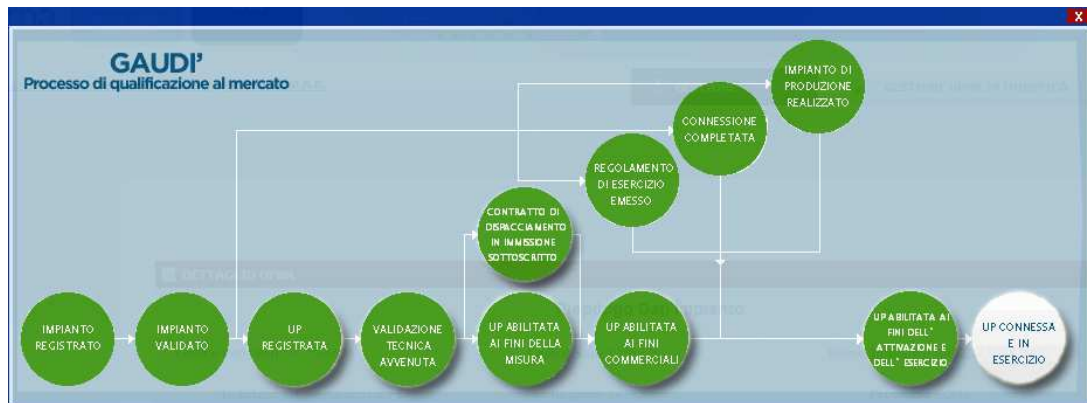 X
GAUDI'
Processo di qualificazione al mercato
IMPIANTO DI
PRODUZIONE
REALIZZATO
CONNESSIONE
COMPLETATA
REGOLAMENTO
DI ESERCIZIO
EMESSO
CONTRATTO DI
DISPACCIAMENTO
IN IMMISSIONE
SOTTOSCRITTO
IMPIANTO
REGISTRATO
IMPIANTO
VALIDATO
UP
REGISTRATA
VALIDAZIONE
TECNICA
AVVENUTA
UP ABILITATA
AI FINI DELLA
MISURA
UP ABILITATA
AI FINI
COMMERCIALI
UP ABILITATA AI
FINI DELL'
ATTIVAZIONE E
DELL' ESERCIZIO
UP CONNESSA
E IN
ESERCIZIO